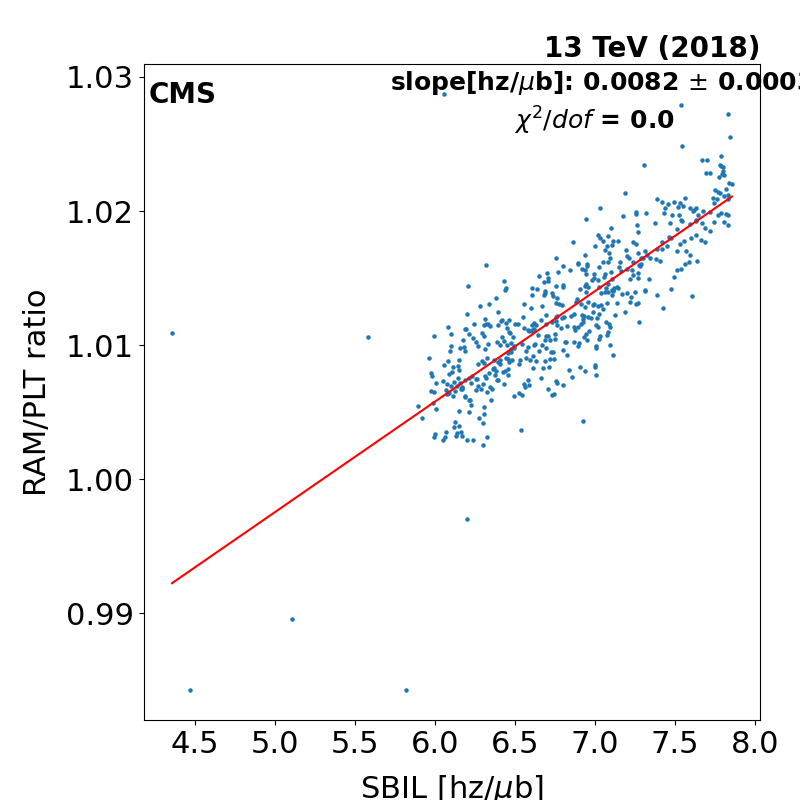 13 TeV (2018)
1.03
slope[hz/μb]: 0.0082 ± 0.000
CMS
χ²/dof = 0.0
1.02
1.01
1.00
0.99
RAM/PLT ratio
4.5 5.0 5.5 6.0 6.5 7.0 7.5 8.0
SBIL [hz/μb]